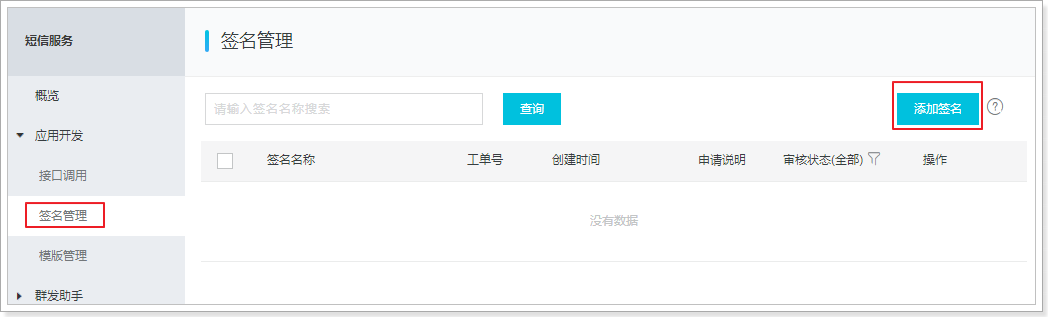 短信服务
签名管理
概览
请输入签名名称搜索 查询 添加签名 ?
应用开发
签名名称 工单号 创建时间 申请说明 审核状态(全部) 操作
接口调用
签名管理
没有数据
模版管理
群发助手